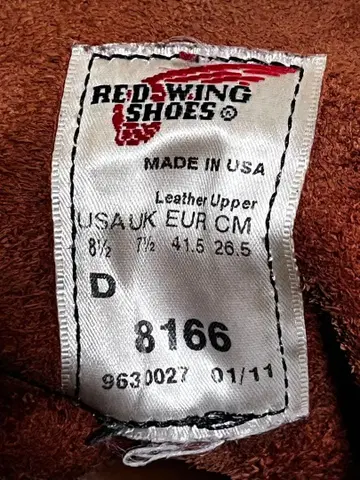 RED WING
SHOES®
MADE IN USA
Leather Upper
USA UK EUR CM
8½ 7½ 41.5 26.5
D
8166
9630027 01/11